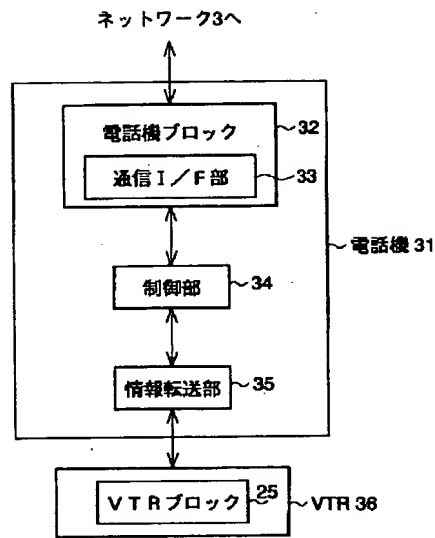 ネットワーク3へ
電話機ブロック 32
通信I／F部 33
電話機 31
制御部 34
情報転送部 35
VTRブロック 25
VTR 36